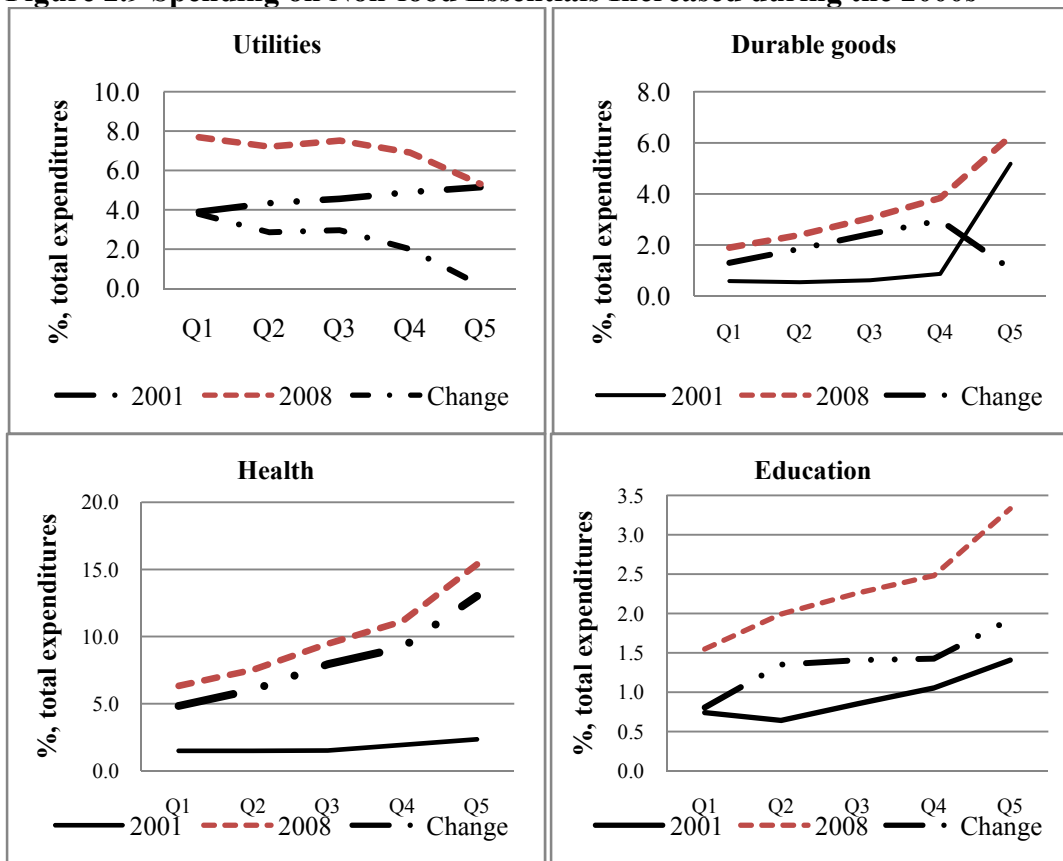 Figure 2.9 Spending on Non-food Essentials Increased during the 2000s
Utilities
%, total expenditures
10.0
8.0
6.0
4.0
2.0
0.0
Q1 Q2 Q3 Q4 Q5
2001 2008 Change
Durable goods
%, total expenditures
8.0
6.0
4.0
2.0
0.0
Q1 Q2 Q3 Q4 Q5
2001 2008 Change
Health
%, total expenditures
20.0
15.0
10.0
5.0
0.0
Q1 Q2 Q3 Q4 Q5
2001 2008 Change
Education
%, total expenditures
3.5
3.0
2.5
2.0
1.5
1.0
0.5
0.0
Q1 Q2 Q3 Q4 Q5
2001 2008 Change